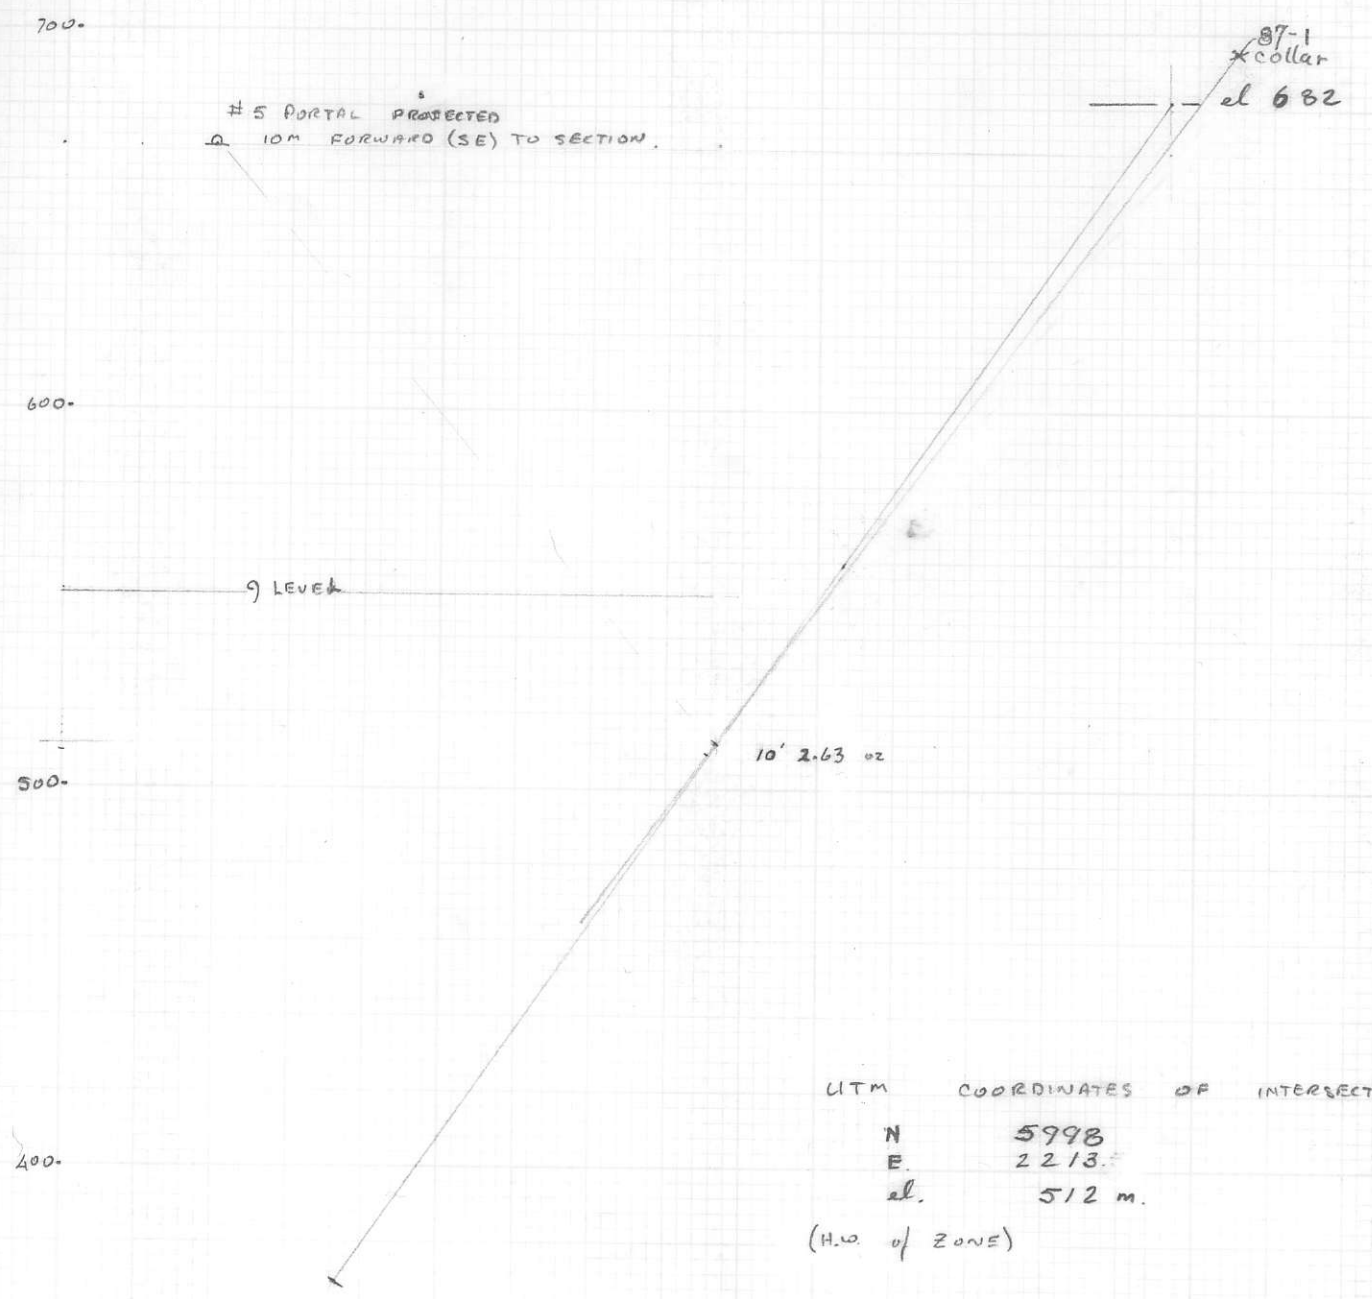 700-
87-1
collar
el 682
# 5 PORTAL PROJECTED
10m FORWARD (SE) TO SECTION.
600-
9 LEVEL
10' 2.63 oz
500-
UTM COORDINATES OF INTERSECT
N 5998
E. 2213.
400-
el. 512 m.
(H.W. of ZONE)